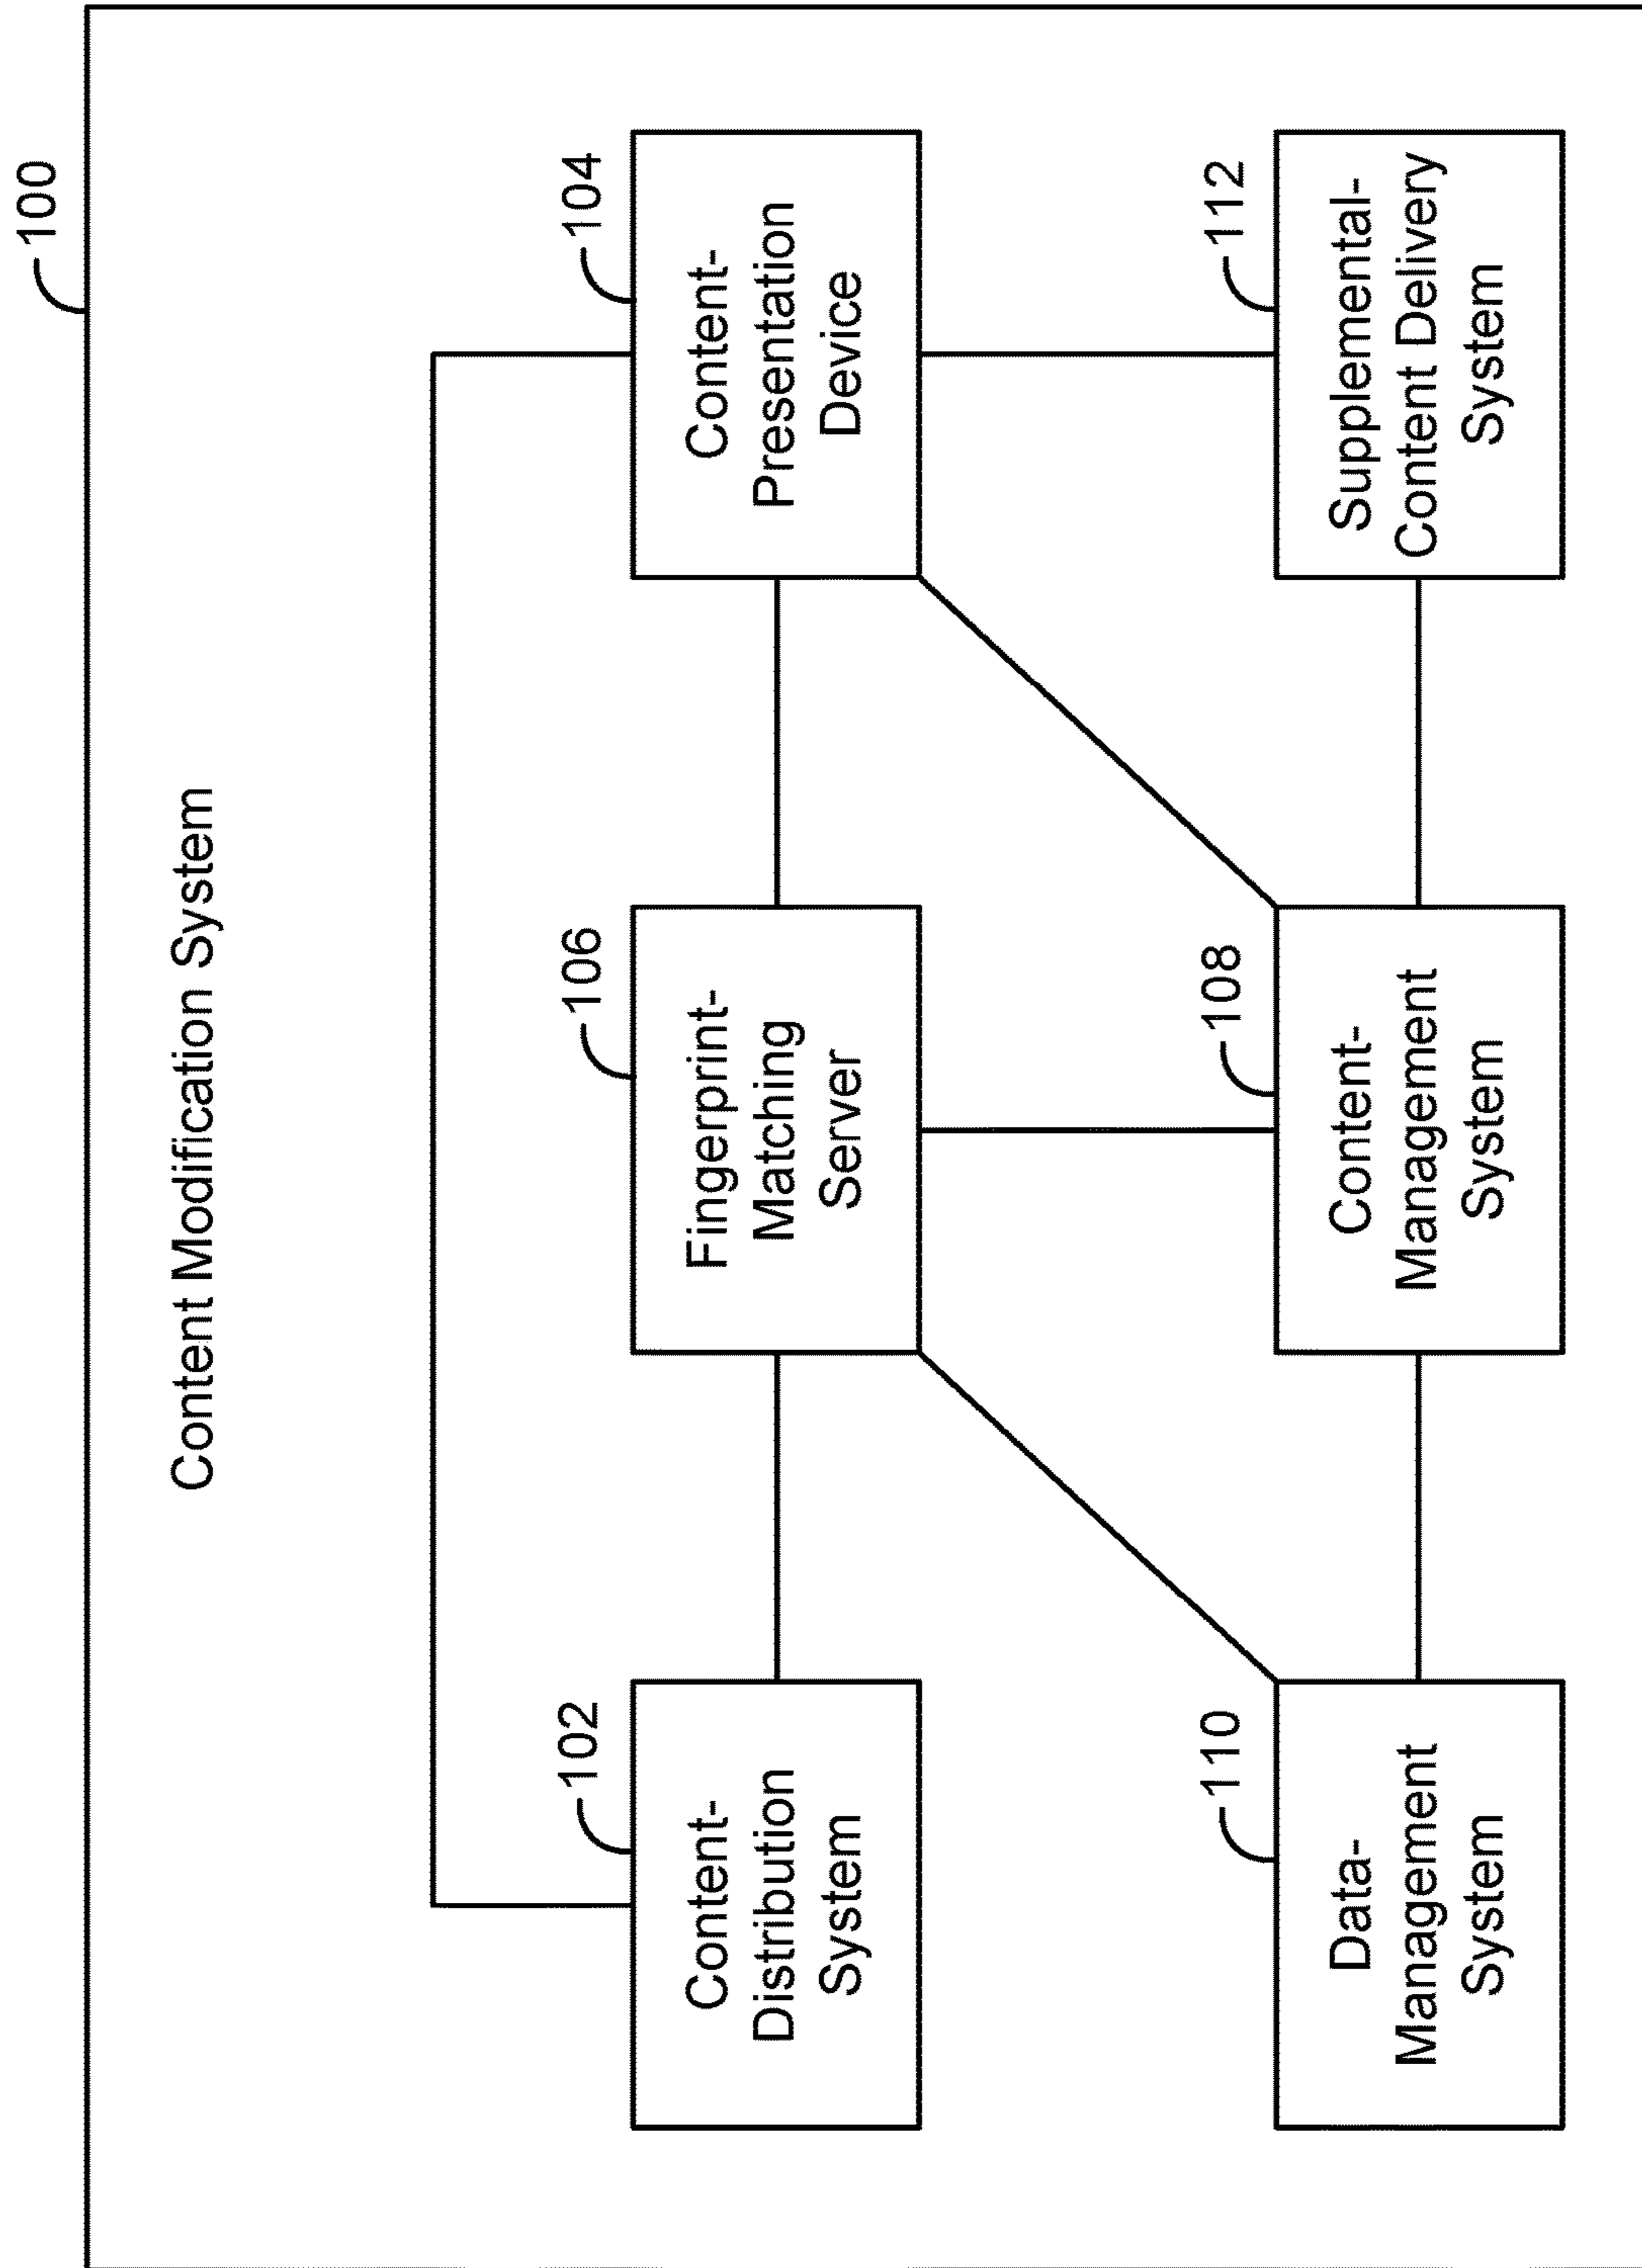 100
Content Modification System
102
Content-
Distribution
System
106
Fingerprint-
Matching
Server
104
Content-
Presentation
Device
110
Data-
Management
System
108
Content-
Management
System
112
Supplemental-
Content Delivery
System